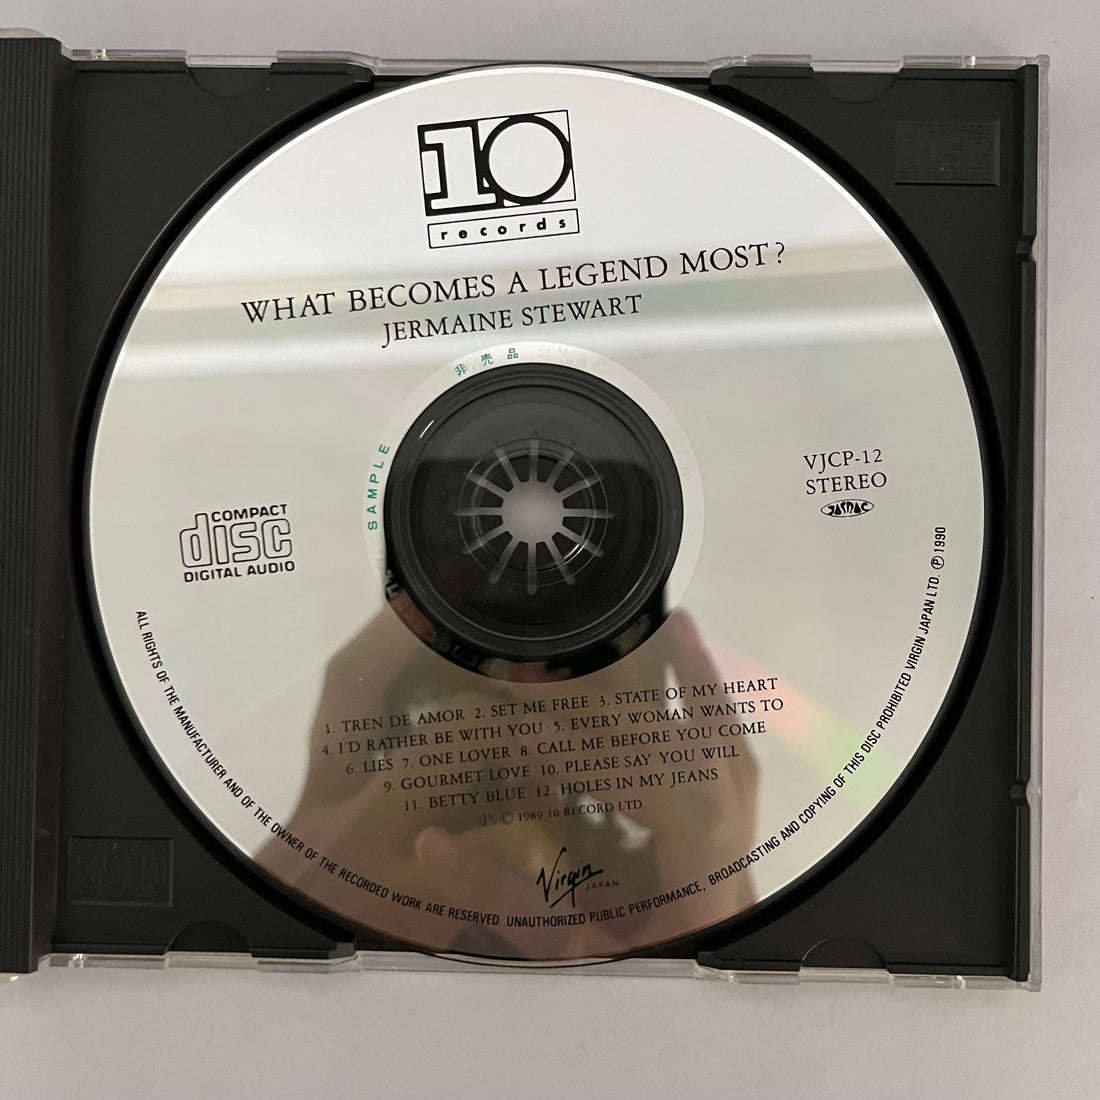 10
records
WHAT BECOMES A LEGEND MOST?
JERMAINE STEWART
非売品
SAMPLE
VJCP-12
STEREO
JASRAC
COMPACT
disc
DIGITAL AUDIO
1. TREN DE AMOR 2. SET ME FREE 3. STATE OF MY HEART
4. I'D RATHER BE WITH YOU 5. EVERY WOMAN WANTS TO
6. LIES 7. ONE LOVER 8. CALL ME BEFORE YOU COME
9. GOURMET LOVE 10. PLEASE SAY YOU WILL
11. BETTY BLUE 12. HOLES IN MY JEANS
Ⓟ,© 1989 10 RECORD LTD.
Virgin
JAPAN
ALL RIGHTS OF THE MANUFACTURER AND OF THE OWNER OF THE RECORDED WORK ARE RESERVED. UNAUTHORIZED PUBLIC PERFORMANCE, BROADCASTING AND COPYING OF THIS DISC PROHIBITED VIRGIN JAPAN LTD. Ⓟ 1990
COMPACT
disc
DIGITAL AUDIO